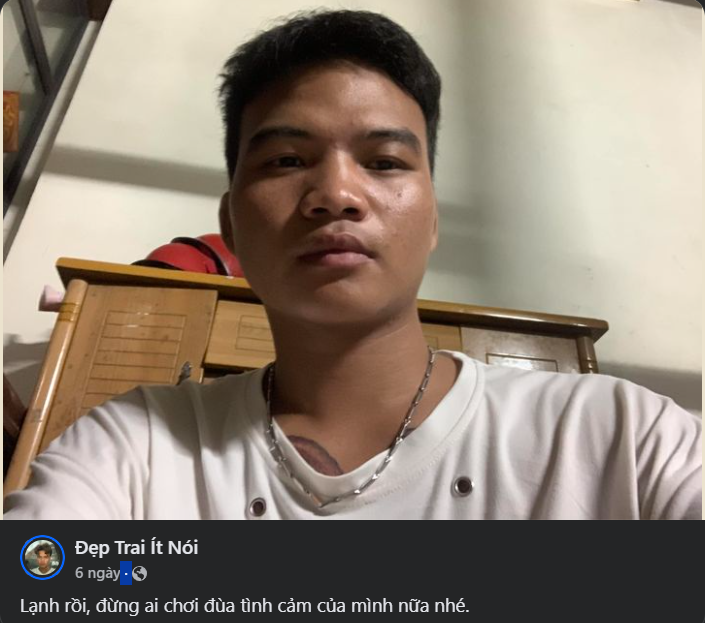 Đẹp Trai Ít Nói
6 ngày ·
Lạnh rồi, đừng ai chơi đùa tình cảm của mình nữa nhé.